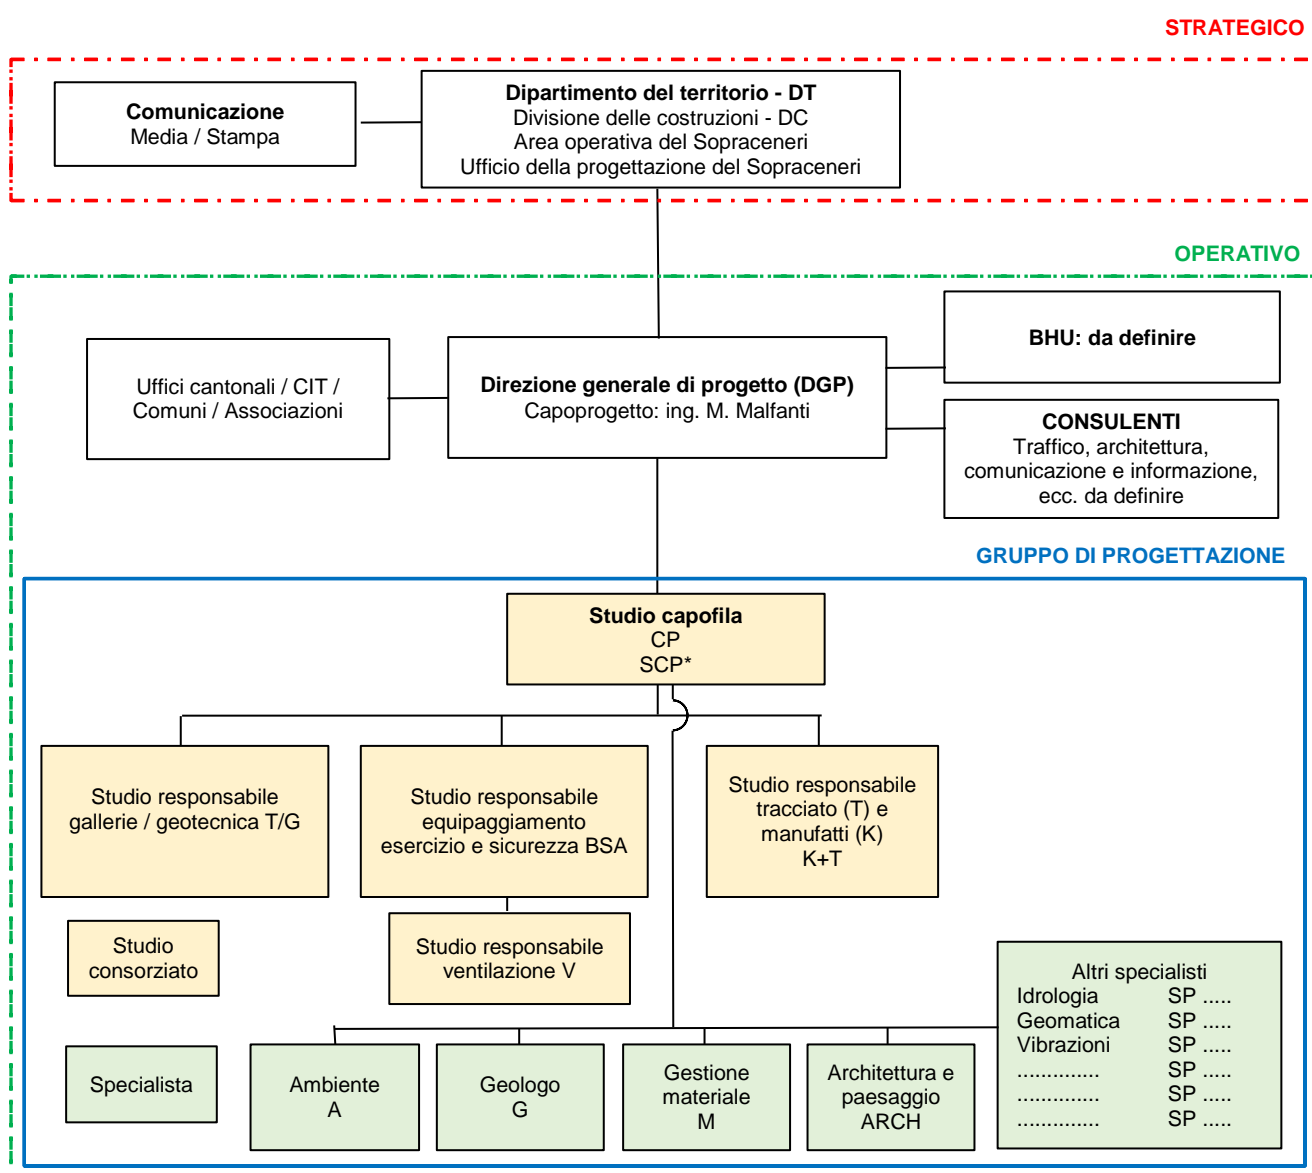 STRATEGICO
Comunicazione
Media / Stampa
Dipartimento del territorio - DT
Divisione delle costruzioni - DC
Area operativa del Sopraceneri
Ufficio della progettazione del Sopraceneri
OPERATIVO
Uffici cantonali / CIT /
Comuni / Associazioni
Direzione generale di progetto (DGP)
Capoprogetto: ing. M. Malfanti
BHU: da definire
CONSULENTI
Traffico, architettura,
comunicazione e informazione,
ecc. da definire
GRUPPO DI PROGETTAZIONE
Studio capofila
CP
SCP*
Studio responsabile
gallerie / geotecnica T/G
Studio responsabile
equipaggiamento
esercizio e sicurezza BSA
Studio responsabile
tracciato (T) e
manufatti (K)
K+T
Studio
consorziato
Studio responsabile
ventilazione V
Altri specialisti
Idrologia SP .....
Geomatica SP .....
Vibrazioni SP .....
.............. SP .....
.............. SP .....
.............. SP .....
Specialista
Ambiente
A
Geologo
G
Gestione
materiale
M
Architettura e
paesaggio
ARCH